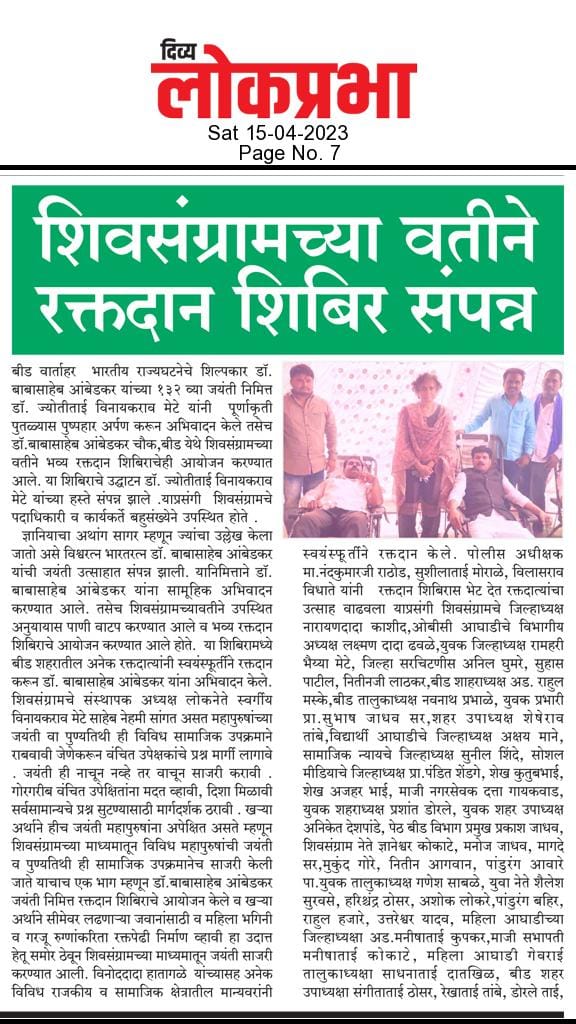 दिव्य
लोकप्रभा
Sat 15-04-2023
Page No. 7
शिवसंग्रामच्या वतीने
रक्तदान शिबिर संपन्न
बीड वार्ताहर भारतीय राज्यघटनेचे शिल्पकार डॉ.
बाबासाहेब आंबेडकर यांच्या १३२ व्या जयंती निमित्त
डॉ. ज्योतीताई विनायकराव मेटे यांनी पूर्णाकृती
पुतळ्यास पुष्पहार अर्पण करून अभिवादन केले तसेच
डॉ.बाबासाहेब आंबेडकर चौक,बीड येथे शिवसंग्रामच्या
वतीने भव्य रक्तदान शिबिराचेही आयोजन करण्यात
आले. या शिबिराचे उद्घाटन डॉ. ज्योतीताई विनायकराव
मेटे यांच्या हस्ते संपन्न झाले .याप्रसंगी शिवसंग्रामचे
पदाधिकारी व कार्यकर्ते बहुसंख्येने उपस्थित होते .
ज्ञानियाचा अथांग सागर म्हणून ज्यांचा उल्लेख केला
जातो असे विश्वरत्न भारतरत्न डॉ. बाबासाहेब आंबेडकर
यांची जयंती उत्साहात संपन्न झाली. यानिमित्ताने डॉ.
बाबासाहेब आंबेडकर यांना सामूहिक अभिवादन
करण्यात आले. तसेच शिवसंग्रामच्यावतीने उपस्थित
अनुयायास पाणी वाटप करण्यात आले व भव्य रक्तदान
शिबिराचे आयोजन करण्यात आले होते. या शिबिरामध्ये
बीड शहरातील अनेक रक्तदात्यांनी स्वयंस्फूर्तीने रक्तदान
करून डॉ. बाबासाहेब आंबेडकर यांना अभिवादन केले.
शिवसंग्रामचे संस्थापक अध्यक्ष लोकनेते स्वर्गीय
विनायकराव मेटे साहेब नेहमी सांगत असत महापुरुषांच्या
जयंती वा पुण्यतिथी ही विविध सामाजिक उपक्रमाने
राबवावी जेणेकरून वंचित उपेक्षकांचे प्रश्न मार्गी लागावे
. जयंती ही नाचून नव्हे तर वाचून साजरी करावी .
गोरगरीब वंचित उपेक्षितांना मदत व्हावी, दिशा मिळावी
सर्वसामान्यचे प्रश्न सुटण्यासाठी मार्गदर्शक ठरावी . खऱ्या
अर्थाने हीच जयंती महापुरुषांना अपेक्षित असते म्हणून
शिवसंग्रामच्या माध्यमातून विविध महापुरुषांची जयंती
व पुण्यतिथी ही सामाजिक उपक्रमानेच साजरी केली
जाते याचाच एक भाग म्हणून डॉ.बाबासाहेब आंबेडकर
जयंती निमित्त रक्तदान शिबिराचे आयोजन केले व खऱ्या
अर्थाने सीमेवर लढणाऱ्या जवानांसाठी व महिला भगिनी
व गरजू रुग्णांकरिता रक्तपेढी निर्माण व्हावी हा उदात्त
हेतू समोर ठेवून शिवसंग्रामच्या माध्यमातून जयंती साजरी
करण्यात आली. विनोददादा हातागळे यांच्यासह अनेक
विविध राजकीय व सामाजिक क्षेत्रातील मान्यवरांनी
स्वयंस्फूर्तीने रक्तदान केले. पोलीस अधीक्षक
मा.नंदकुमारजी राठोड, सुशीलाताई मोराळे, विलासराव
विधाते यांनी रक्तदान शिबिरास भेट देत रक्तदात्यांचा
उत्साह वाढवला याप्रसंगी शिवसंग्रामचे जिल्हाध्यक्ष
नारायणदादा काशीद,ओबीसी आघाडीचे विभागीय
अध्यक्ष लक्ष्मण दादा ढवळे,युवक जिल्हाध्यक्ष रामहरी
भैय्या मेटे, जिल्हा सरचिटणीस अनिल घुमरे, सुहास
पाटील, नितीनजी लाठकर,बीड शाहराध्यक्ष अड. राहुल
मस्के,बीड तालुकाध्यक्ष नवनाथ प्रभाळे, युवक प्रभारी
प्रा.सुभाष जाधव सर,शहर उपाध्यक्ष शेषेराव
तांबे,विद्यार्थी आघाडीचे जिल्हाध्यक्ष अक्षय माने,
सामाजिक न्यायचे जिल्हाध्यक्ष सुनील शिंदे, सोशल
मीडियाचे जिल्हाध्यक्ष प्रा.पंडित शेंडगे, शेख कुतुबभाई,
शेख अजहर भाई, माजी नगरसेवक दत्ता गायकवाड,
युवक शहराध्यक्ष प्रशांत डोरले, युवक शहर उपाध्यक्ष
अनिकेत देशपांडे, पेठ बीड विभाग प्रमुख प्रकाश जाधव,
शिवसंग्राम नेते ज्ञानेश्वर कोकाटे, मनोज जाधव, मागदे
सर,मुकुंद गोरे, नितीन आगवान, पांडुरंग आवारे
पा.युवक तालुकाध्यक्ष गणेश साबळे, युवा नेते शैलेश
सुरवसे, हरिश्चंद्र ठोसर, अशोक लोकरे,पांडुरंग बहिर,
राहुल हजारे, उत्तरेश्वर यादव, महिला आघाडीच्या
जिल्हाध्यक्षा अड.मनीषाताई कुपकर,माजी सभापती
मनीषाताई कोकाटे, महिला आघाडी गेवराई
तालुकाध्यक्षा साधनाताई दातखिळ, बीड शहर
उपाध्यक्षा संगीताताई ठोसर, रेखाताई तांबे, डोरले ताई,